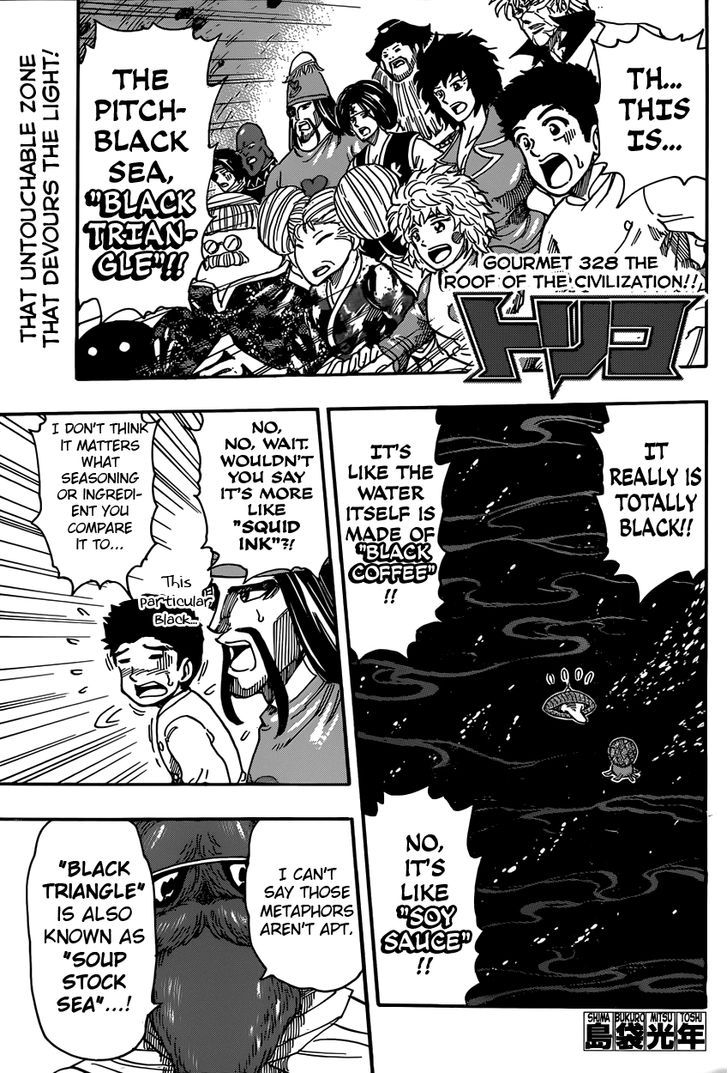 TH...
THIS
IS...
THE
PITCH-
BLACK
SEA,
"BLACK
TRIAN-
GLE"!!
THAT UNTOUCHABLE ZONE
THAT DEVOURS THE LIGHT!
GOURMET 328 THE
ROOF OF THE CIVILIZATION!!
トリコ
IT
REALLY IS
TOTALLY
BLACK!!
IT'S
LIKE THE
WATER
ITSELF IS
MADE OF
"BLACK
COFFEE"
!!
NO,
IT'S
LIKE
"SOY
SAUCE"
!!
NO,
NO, WAIT.
WOULDN'T
YOU SAY
IT'S MORE
LIKE
"SQUID
INK"?!
I DON'T THINK
IT MATTERS
WHAT
SEASONING
OR INGREDI-
ENT YOU
COMPARE
IT TO...
This
particular
Black...
I CAN'T
SAY THOSE
METAPHORS
AREN'T APT.
"BLACK
TRIANGLE"
IS ALSO
KNOWN AS
"SOUP
STOCK
SEA"...!
SHIMA BUKURO MITSU TOSHI
島袋光年